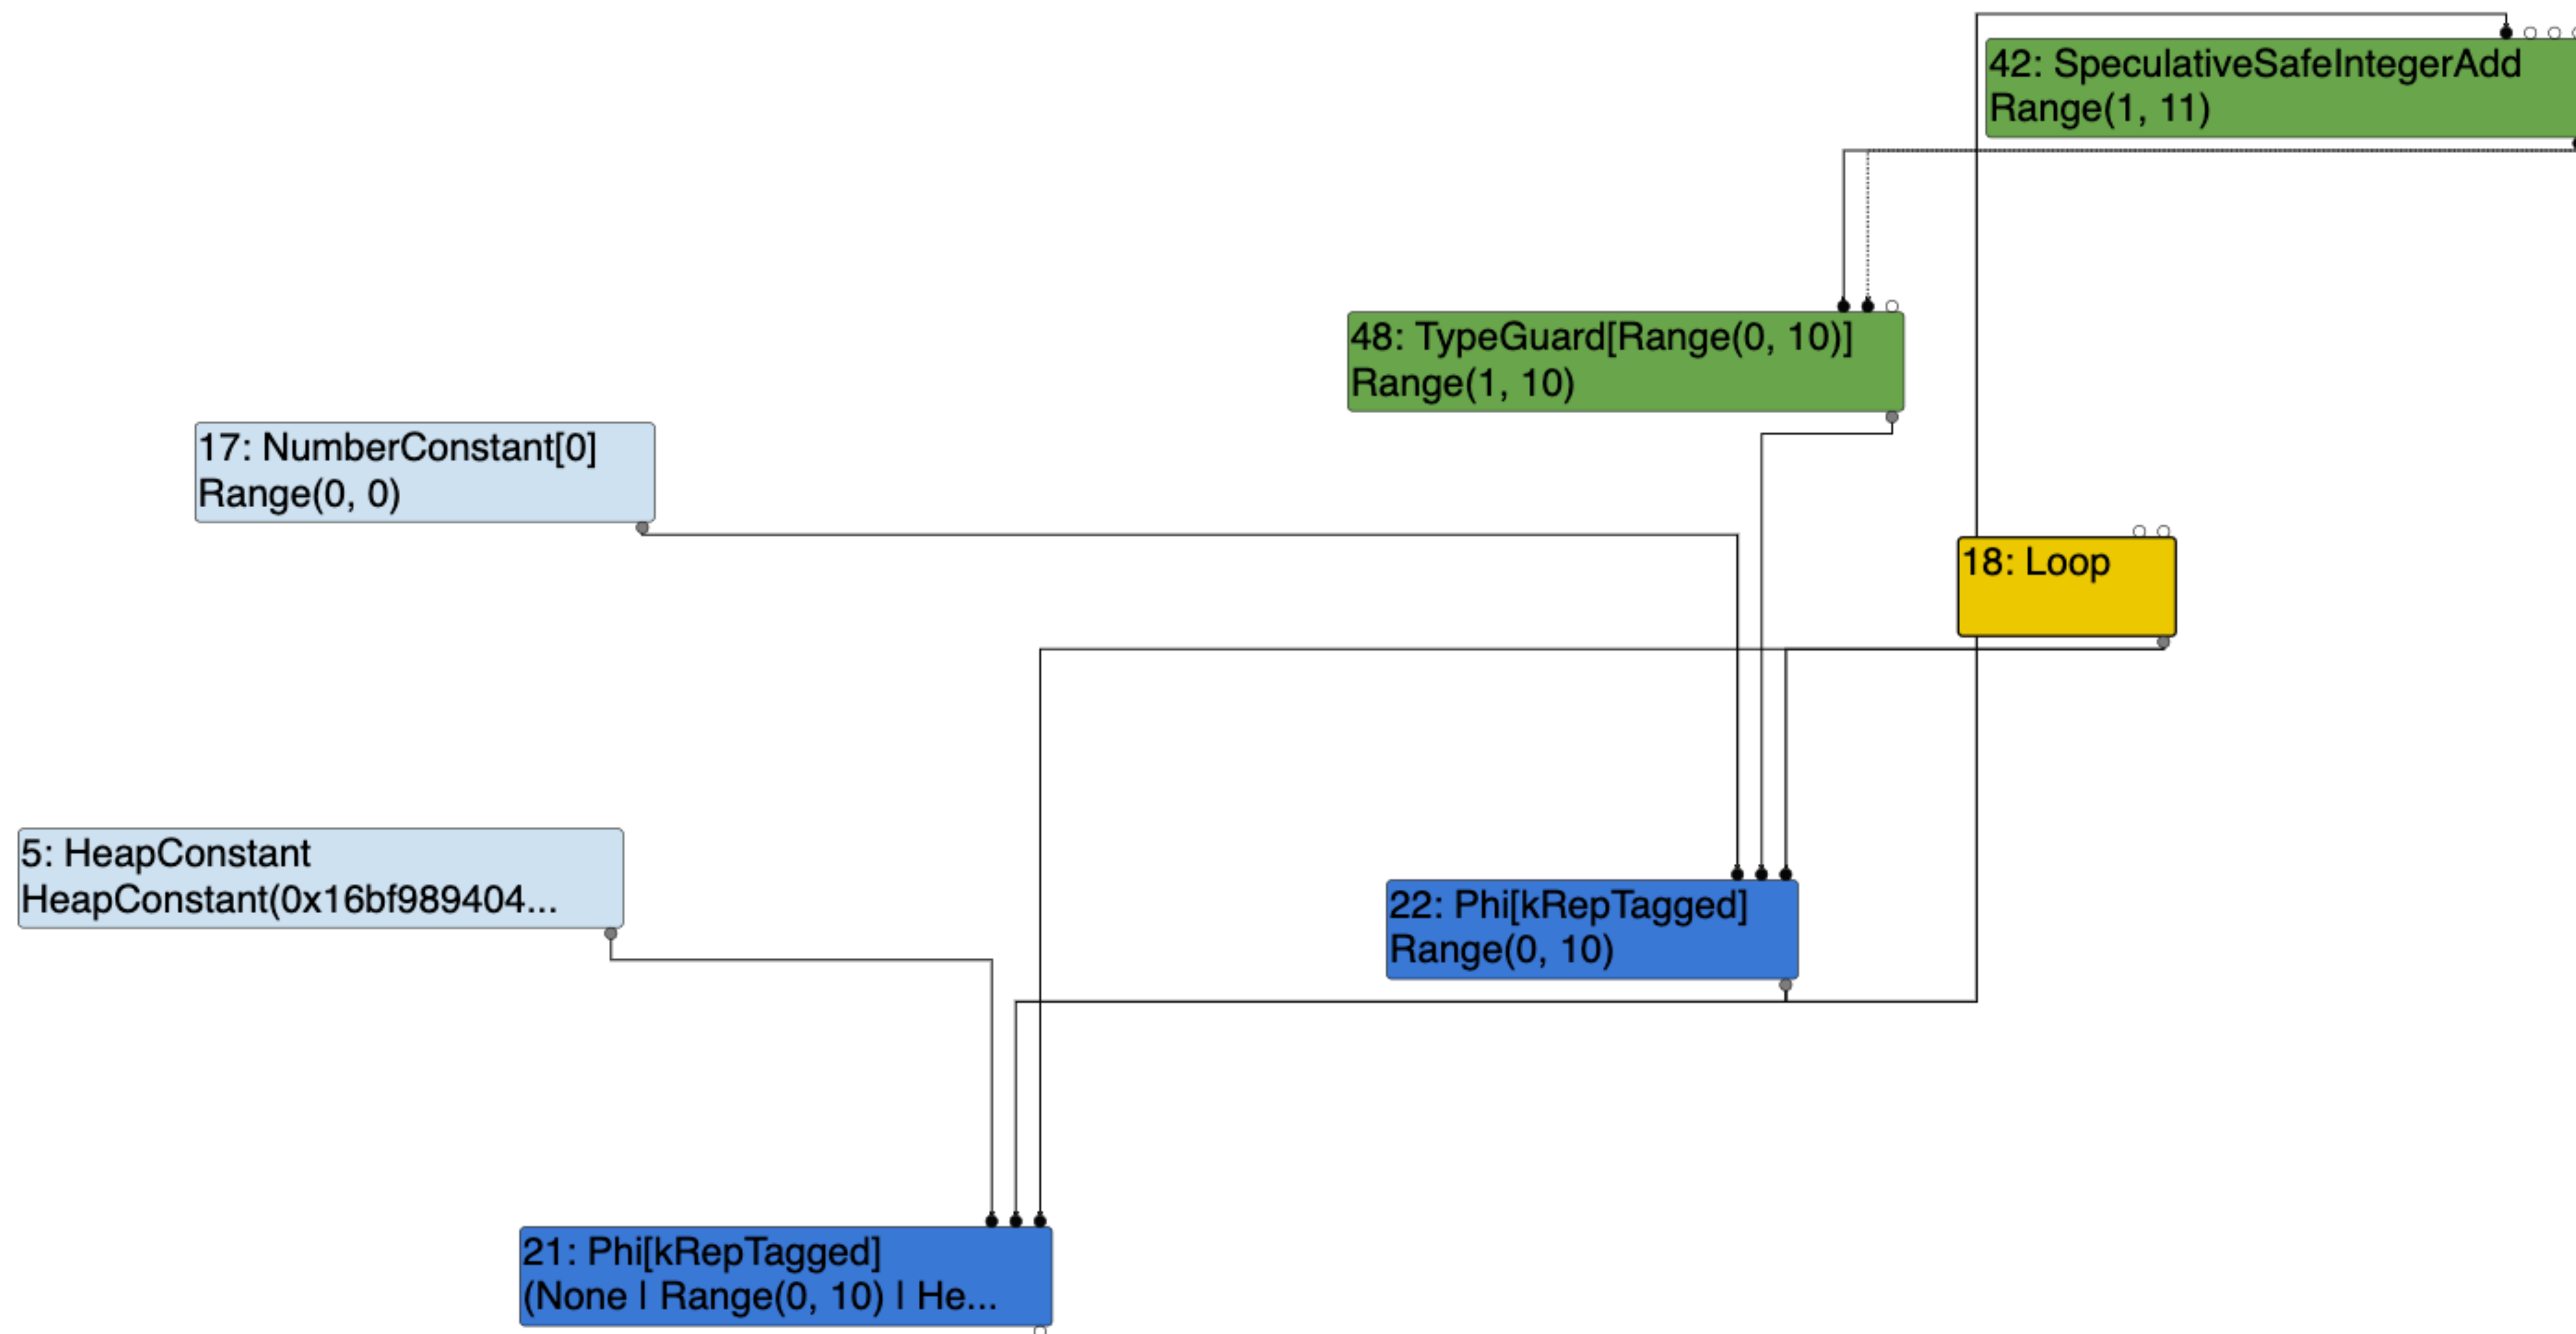 42: SpeculativeSafeIntegerAdd
Range(1, 11)
48: TypeGuard[Range(0, 10)]
Range(1, 10)
17: NumberConstant[0]
Range(0, 0)
18: Loop
5: HeapConstant
HeapConstant(0x16bf989404...
22: Phi[kRepTagged]
Range(0, 10)
21: Phi[kRepTagged]
(None | Range(0, 10) | He...